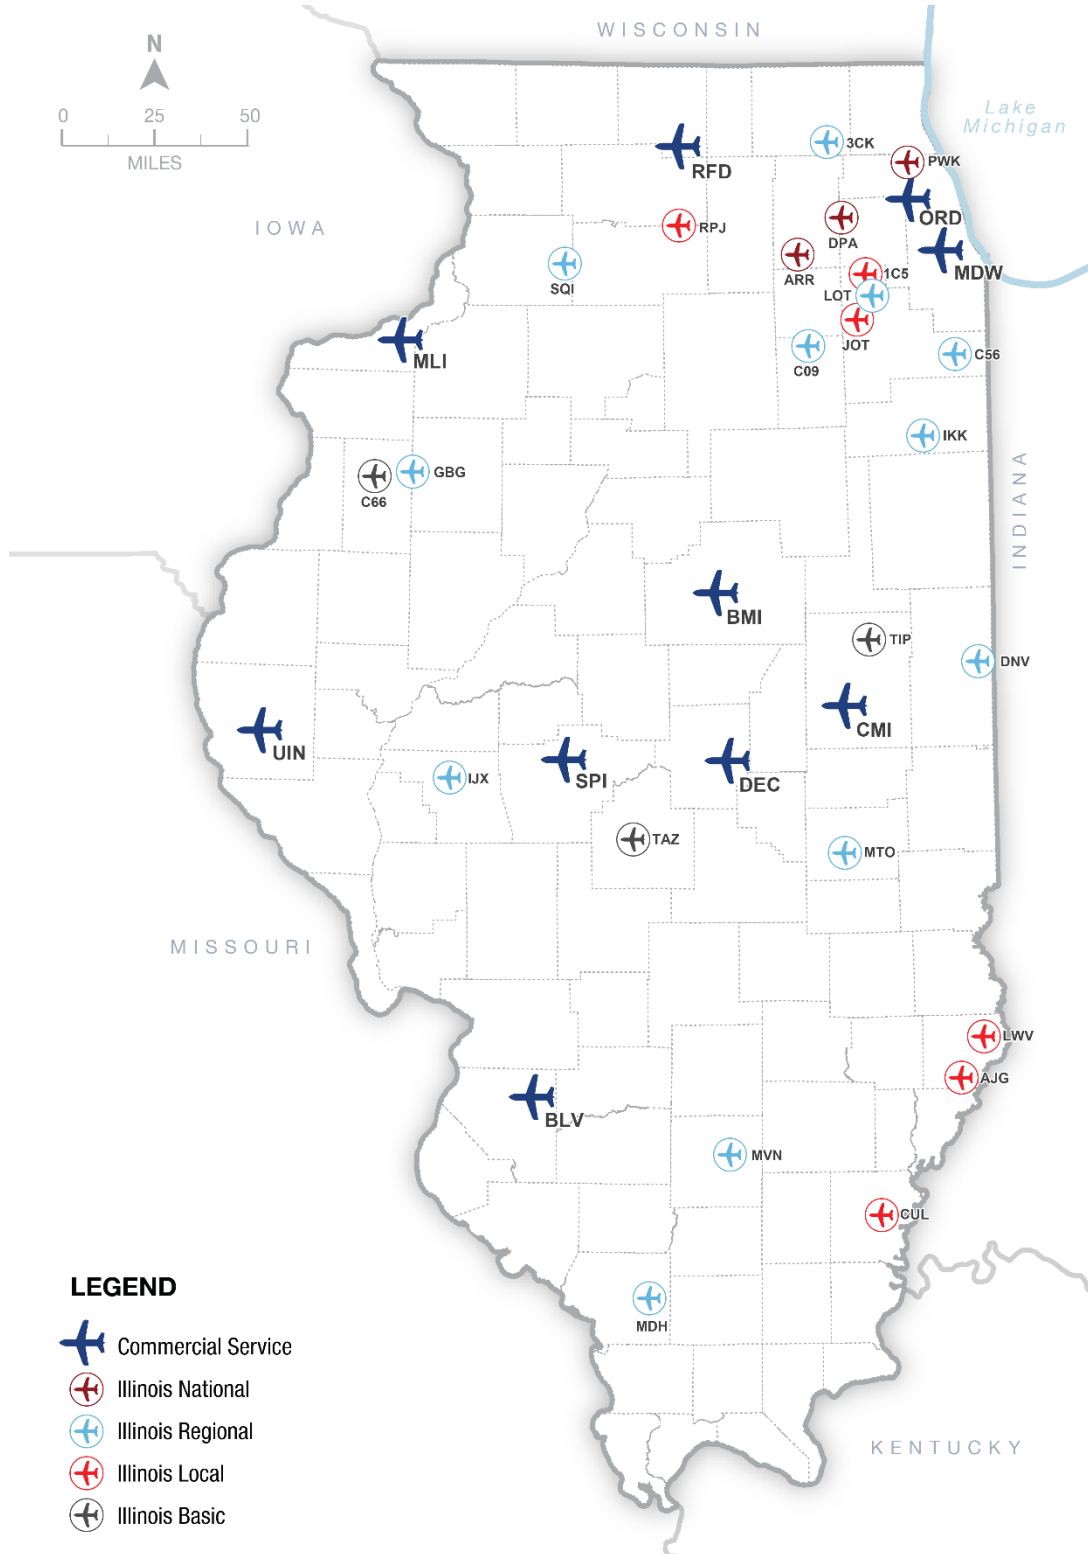 WISCONSIN
N
0 25 50
MILES
Lake
Michigan
3CK
PWK
RFD
ORD
IOWA
RPJ
DPA
MDW
ARR
1C5
SQI
LOT
JOT
MLI
C09
C56
IKK
INDIANA
GBG
C66
BMI
TIP
DNV
CMI
UIN
IJX
SPI
DEC
TAZ
MTO
MISSOURI
LWV
AJG
BLV
MVN
CUL
MDH
LEGEND
Commercial Service
Illinois National
Illinois Regional
Illinois Local
Illinois Basic
KENTUCKY